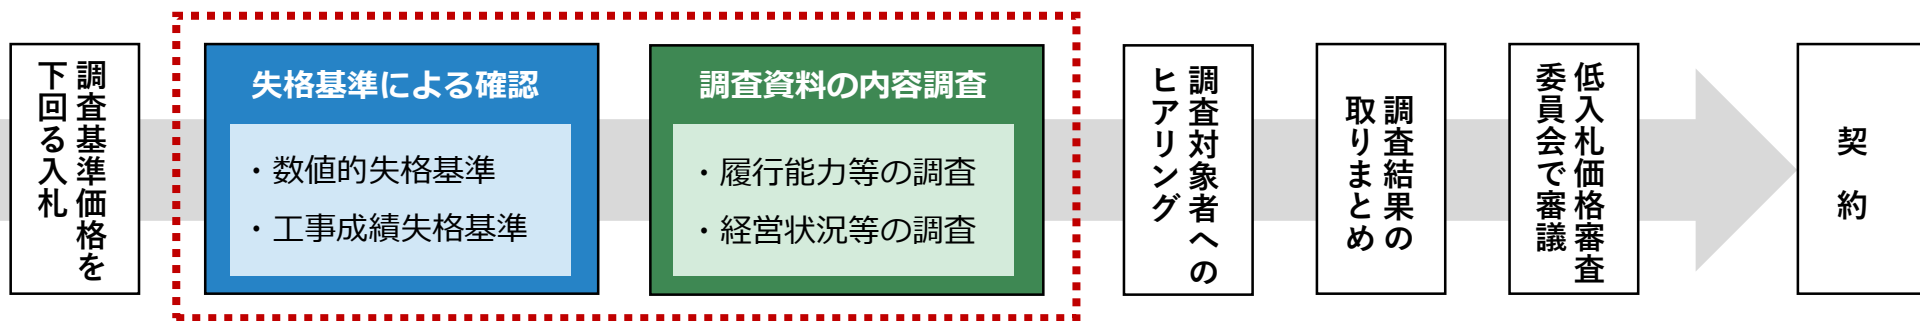 調査基準価格を
下回る入札
失格基準による確認
・数値的失格基準
・工事成績失格基準
調査資料の内容調査
・履行能力等の調査
・経営状況等の調査
調査対象者への
ヒアリング
調査結果の
取りまとめ
低入札価格審査
委員会で審議
契約